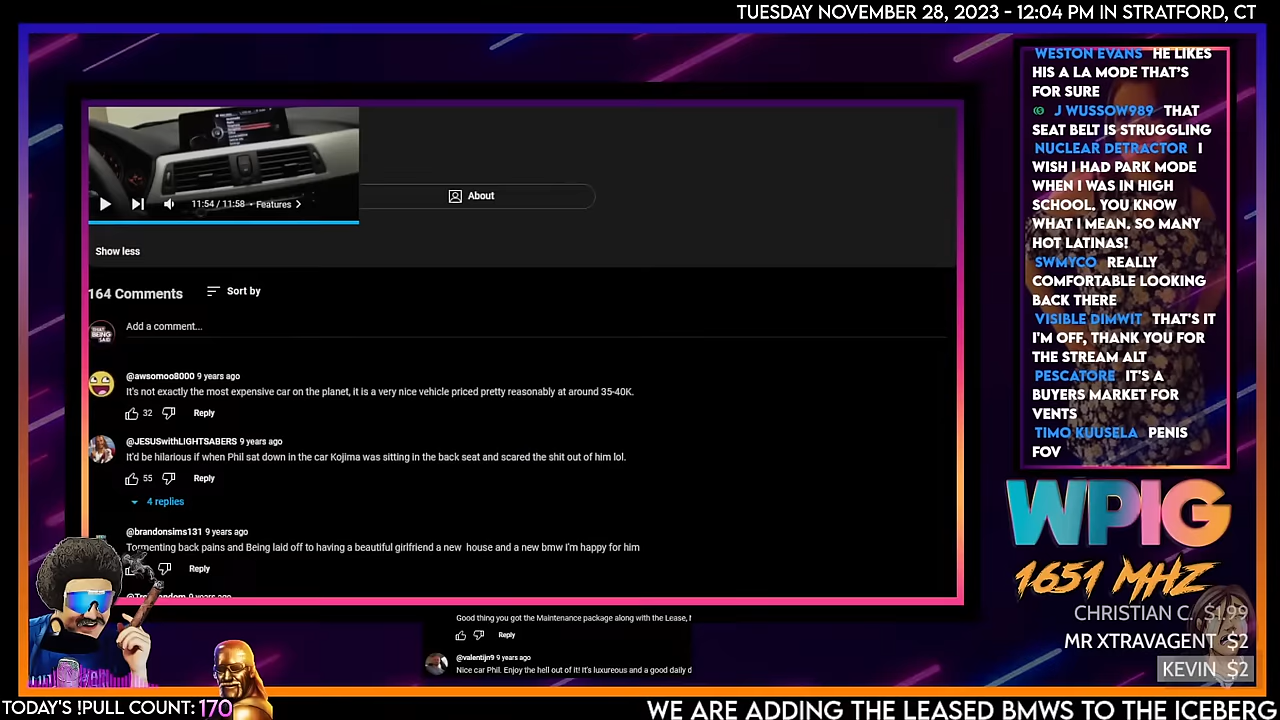 TUESDAY NOVEMBER 28, 2023 - 12:04 PM IN STRATFORD, CT
WESTON EVANS HE LIKES
HIS A LA MODE THAT'S
FOR SURE
J WUSSOW989 THAT
SEAT BELT IS STRUGGLING
NUCLEAR DETRACTOR I
WISH I HAD PARK MODE
WHEN I WAS IN HIGH
SCHOOL. YOU KNOW
WHAT I MEAN. SO MANY
HOT LATINAS!
SWMYCO REALLY
COMFORTABLE LOOKING
BACK THERE
VISIBLE DIMWIT THAT'S IT
I'M OFF, THANK YOU FOR
THE STREAM ALT
PESCATORE IT'S A
BUYERS MARKET FOR
VENTS
TIMO KUUSELA PENIS
FOV
11:54 / 11:58 • Features
About
Show less
164 Comments
Sort by
THAT
BEING
SAID
Add a comment...
@awsomoo8000 9 years ago
It's not exactly the most expensive car on the planet, it is a very nice vehicle priced pretty reasonably at around 35-40K.
32 Reply
@JESUSwithLIGHTSABERS 9 years ago
It'd be hilarious if when Phil sat down in the car Kojima was sitting in the back seat and scared the shit out of him lol.
55 Reply
4 replies
@brandonsims131 9 years ago
Tormenting back pains and Being laid off to having a beautiful girlfriend a new house and a new bmw I'm happy for him
Reply
9 years ago
Good thing you got the Maintenance package along with the Lease,
Reply
@valentijn9 9 years ago
Nice car Phil. Enjoy the hell out of it! It's luxureous and a good daily d
WPIG
1651 MHZ
CHRISTIAN C. $1.99
MR XTRAVAGENT $2
KEVIN $2
TODAY'S !PULL COUNT: 170
WE ARE ADDING THE LEASED BMWS TO THE ICEBERG